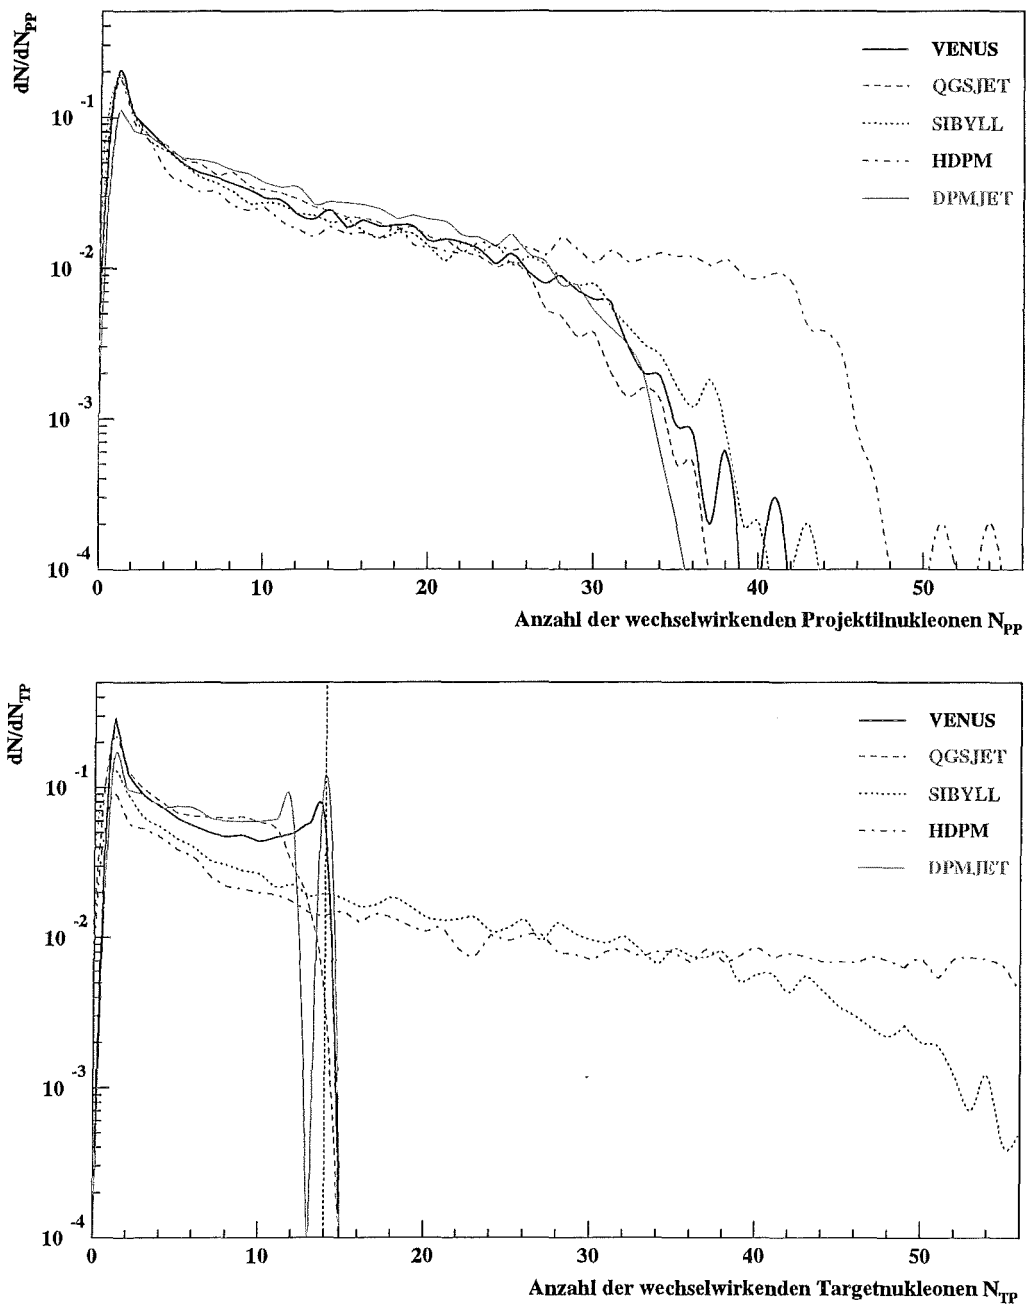 dN/dN_PP
VENUS
QGSJET
SIBYLL
HDPM
DPMJET
10^-1
10^-2
10^-3
10^-4
0 10 20 30 40 50
Anzahl der wechselwirkenden Projektilnukleonen N_PP
dN/dN_TP
VENUS
QGSJET
SIBYLL
HDPM
DPMJET
10^-1
10^-2
10^-3
10^-4
0 10 20 30 40 50
Anzahl der wechselwirkenden Targetnukleonen N_TP